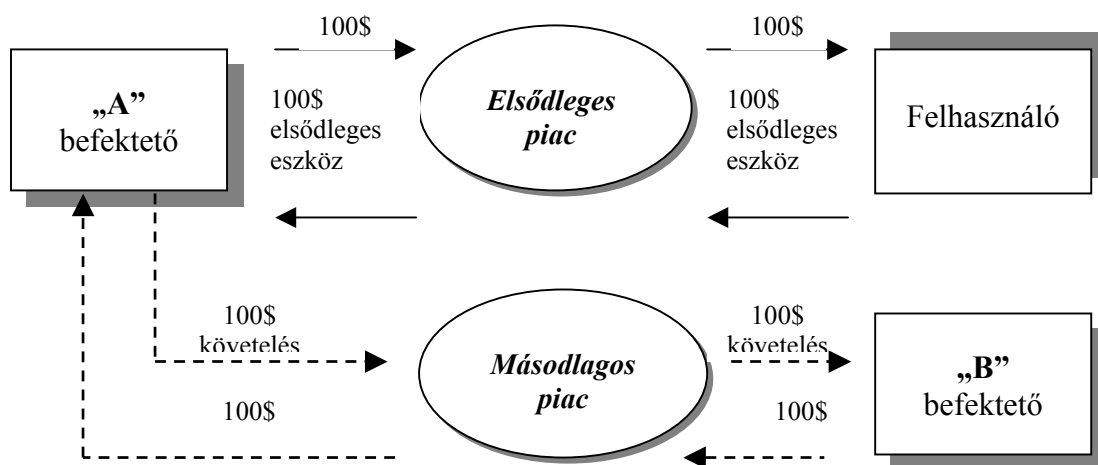 100$
100$
„A”
befektető
100$
elsődleges
eszköz
Elsődleges
piac
100$
elsődleges
eszköz
Felhasználó
100$
követelés
100$
Másodlagos
piac
100$
követelés
100$
„B”
befektető